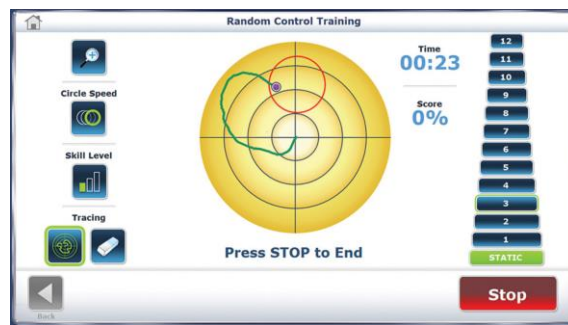 Random Control Training
Circle Speed
Skill Level
Tracing
Back
Press STOP to End
Time
00:23
Score
0%
12
11
10
9
8
7
6
5
4
3
2
1
STATIC
Stop